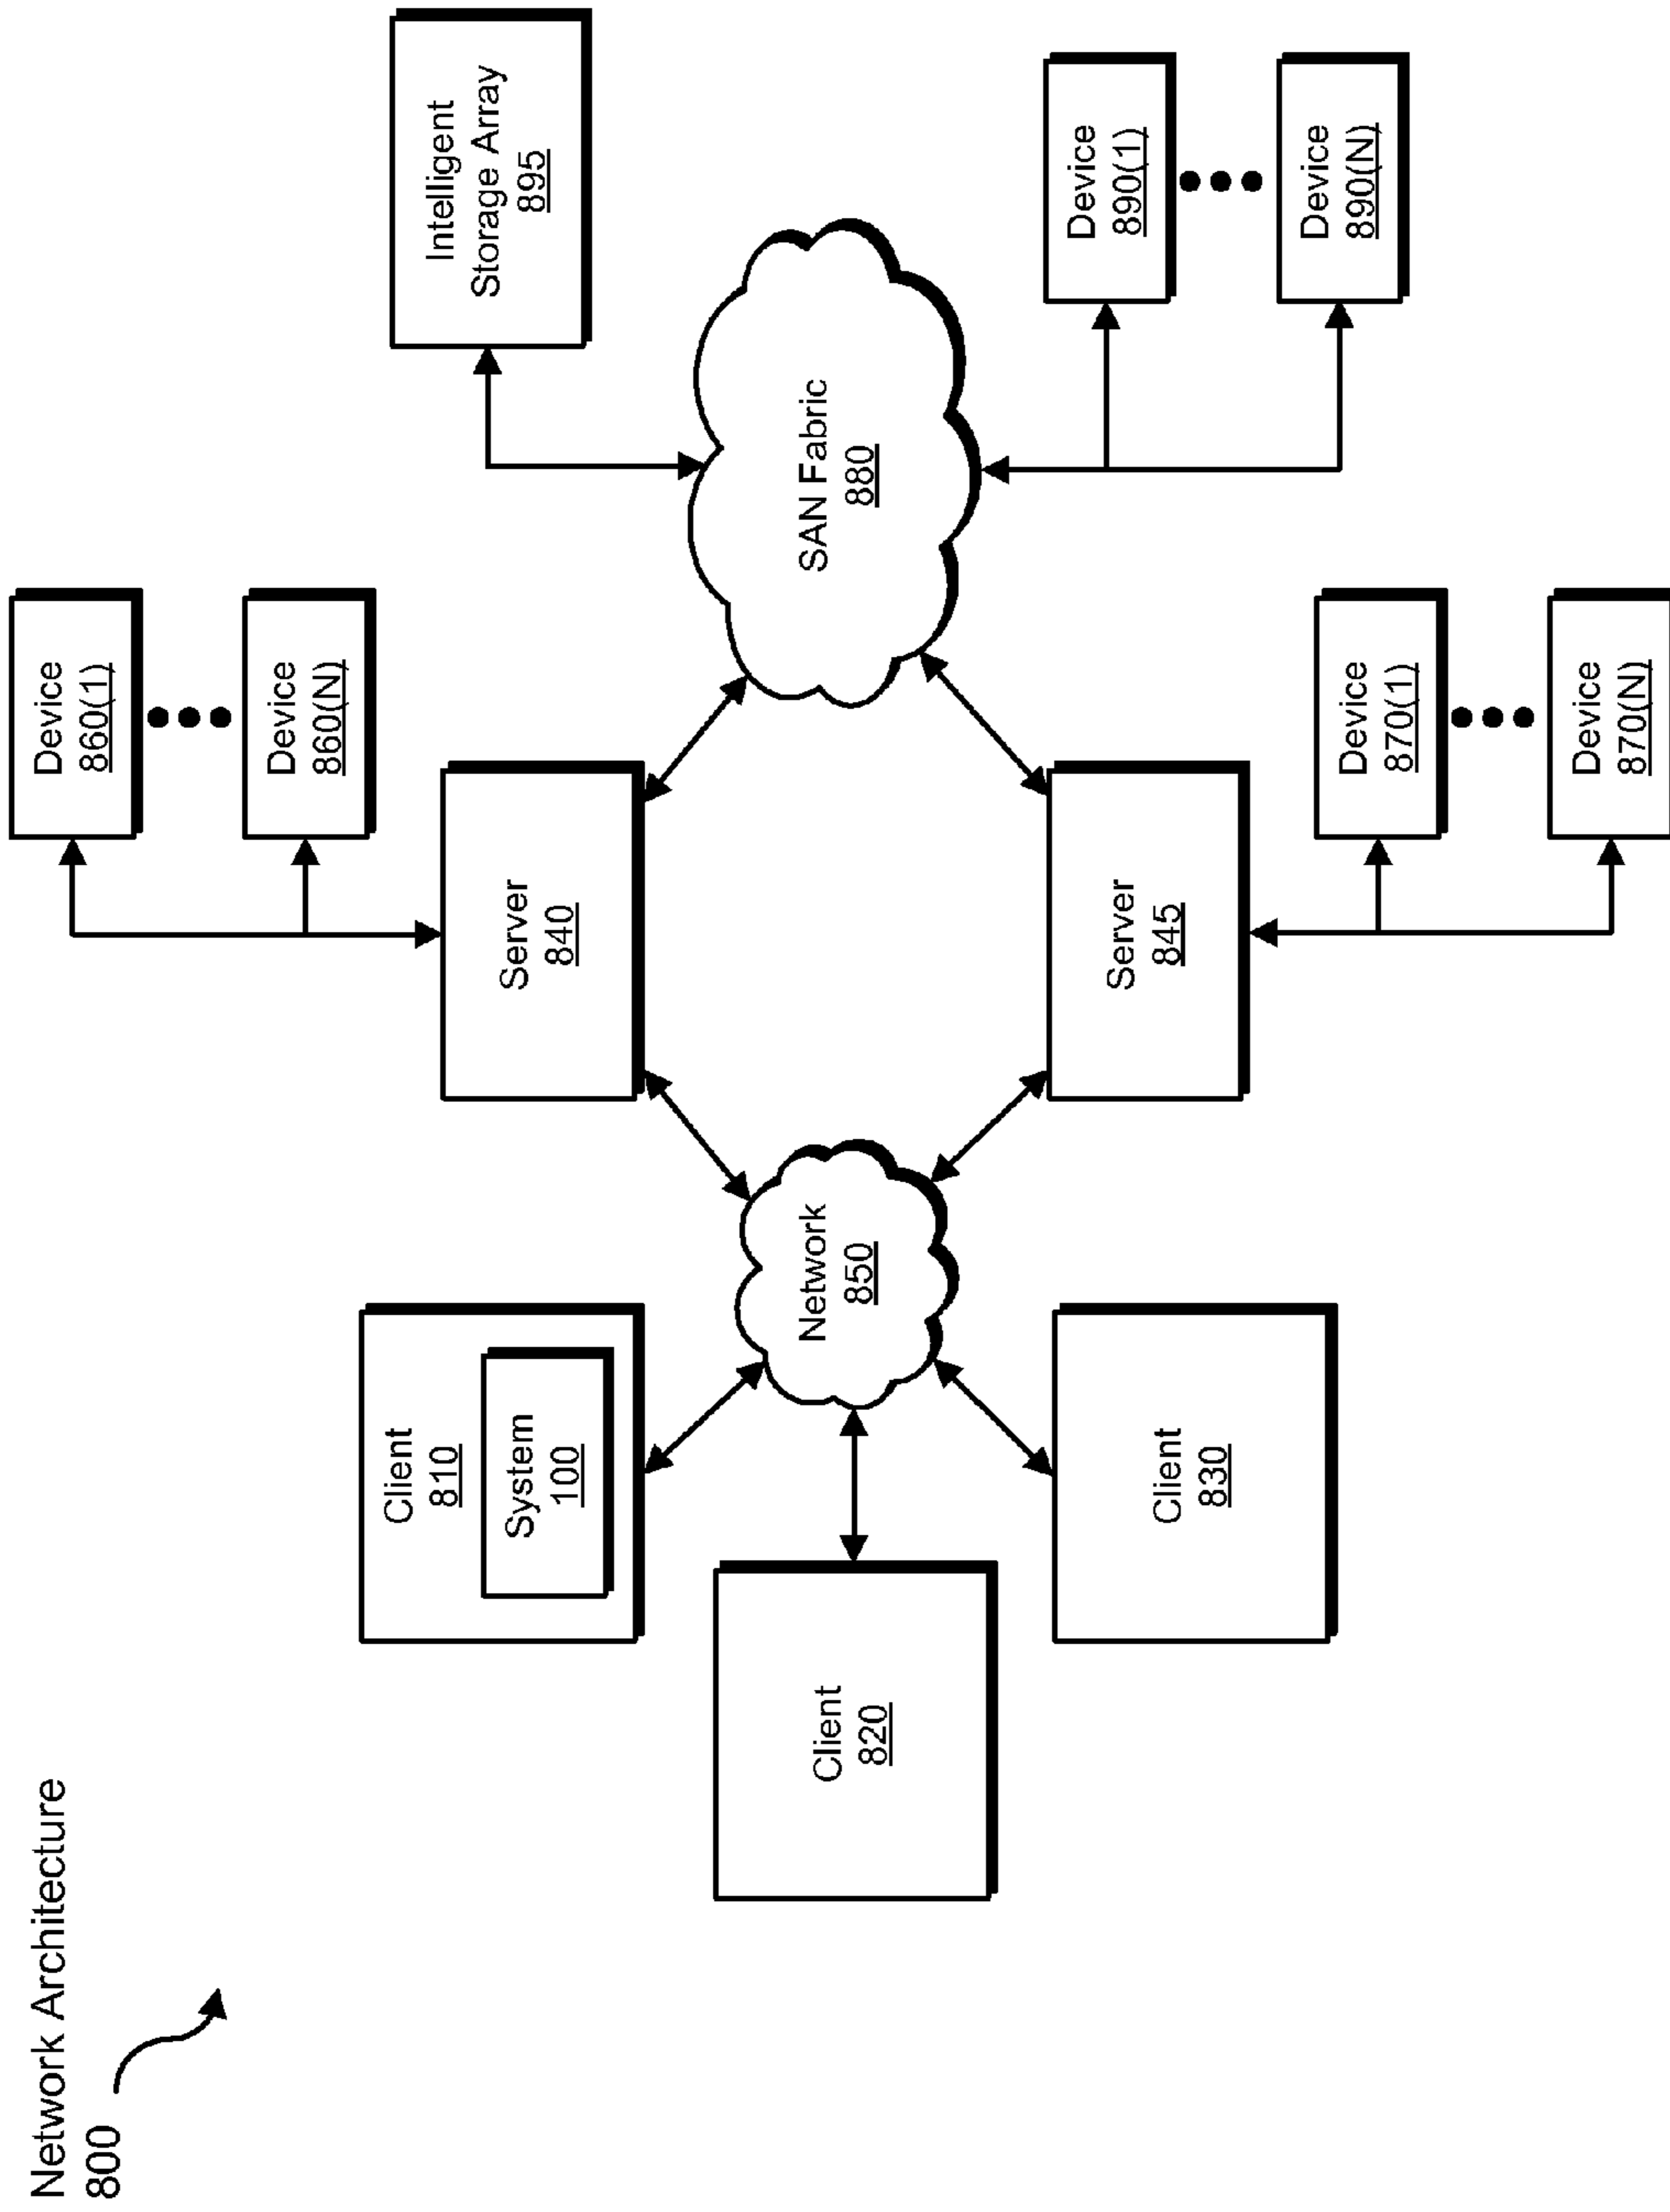 Network Architecture
800
Device
860(1)
Device
860(N)
Intelligent
Storage Array
895
Client
810
System
100
Server
840
Client
820
Network
850
SAN Fabric
880
Client
830
Server
845
Device
890(1)
Device
890(N)
Device
870(1)
Device
870(N)